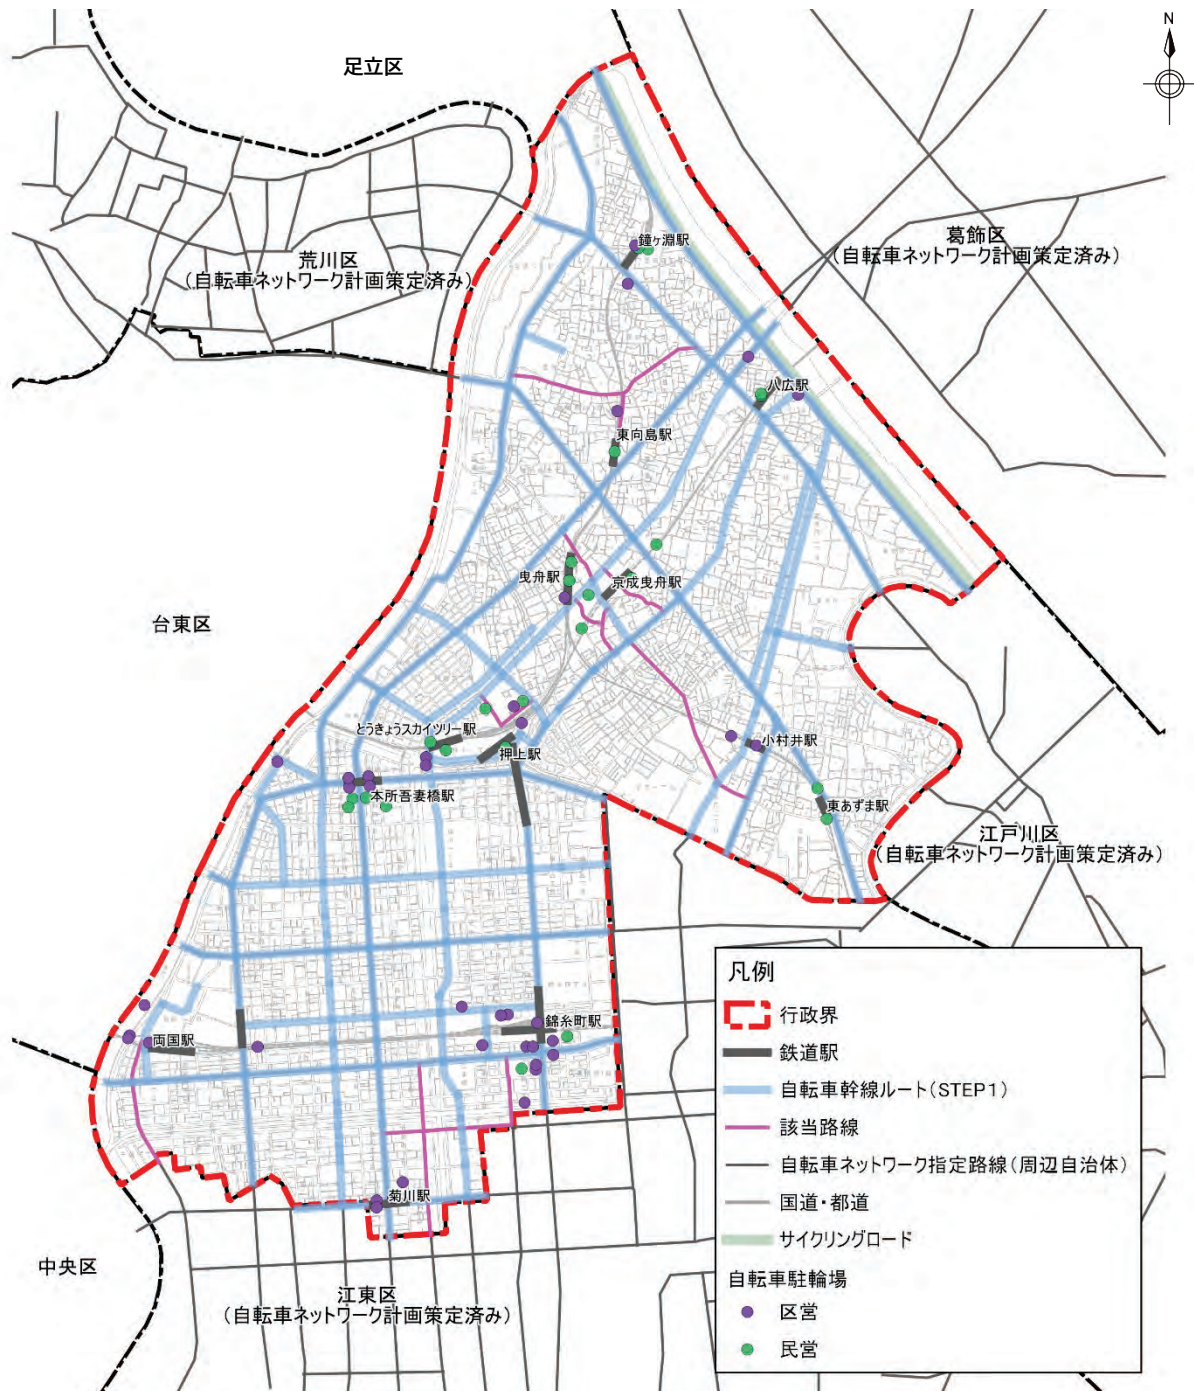 N
足立区
葛飾区
(自転車ネットワーク計画策定済み)
荒川区
(自転車ネットワーク計画策定済み)
鐘ヶ淵駅
八広駅
東向島駅
曳舟駅
京成曳舟駅
台東区
とうきょうスカイツリー駅
押上駅
小村井駅
本所吾妻橋駅
東あずま駅
江戸川区
(自転車ネットワーク計画策定済み)
錦糸町駅
両国駅
菊川駅
中央区
江東区
(自転車ネットワーク計画策定済み)
凡例
行政界
鉄道駅
自転車幹線ルート(STEP1)
該当路線
自転車ネットワーク指定路線(周辺自治体)
国道・都道
サイクリングロード
自転車駐輪場
区営
民営